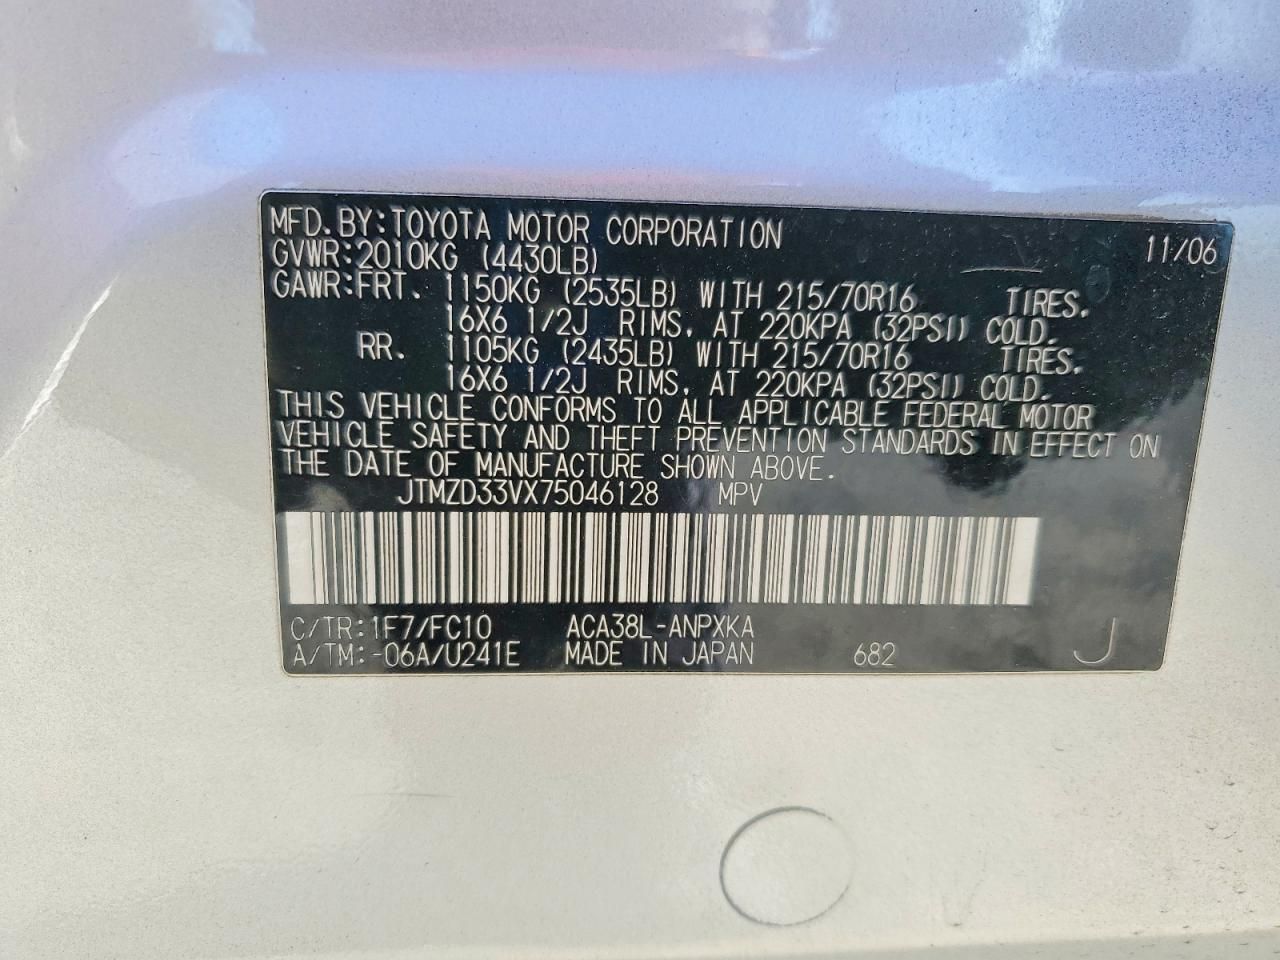 MFD.BY:TOYOTA MOTOR CORPORATION 11/06
GVWR:2010KG (4430LB)
GAWR:FRT. 1150KG (2535LB) WITH 215/70R16 TIRES.
16X6 1/2J RIMS, AT 220KPA (32PSI) COLD.
RR. 1105KG (2435LB) WITH 215/70R16 TIRES.
16X6 1/2J RIMS, AT 220KPA (32PSI) COLD.
THIS VEHICLE CONFORMS TO ALL APPLICABLE FEDERAL MOTOR
VEHICLE SAFETY AND THEFT PREVENTION STANDARDS IN EFFECT ON
THE DATE OF MANUFACTURE SHOWN ABOVE.
JTMZD33VX75046128 MPV
C/TR:1F7/FC10 ACA38L-ANPXKA
A/TM:-06A/U241E MADE IN JAPAN 682 J